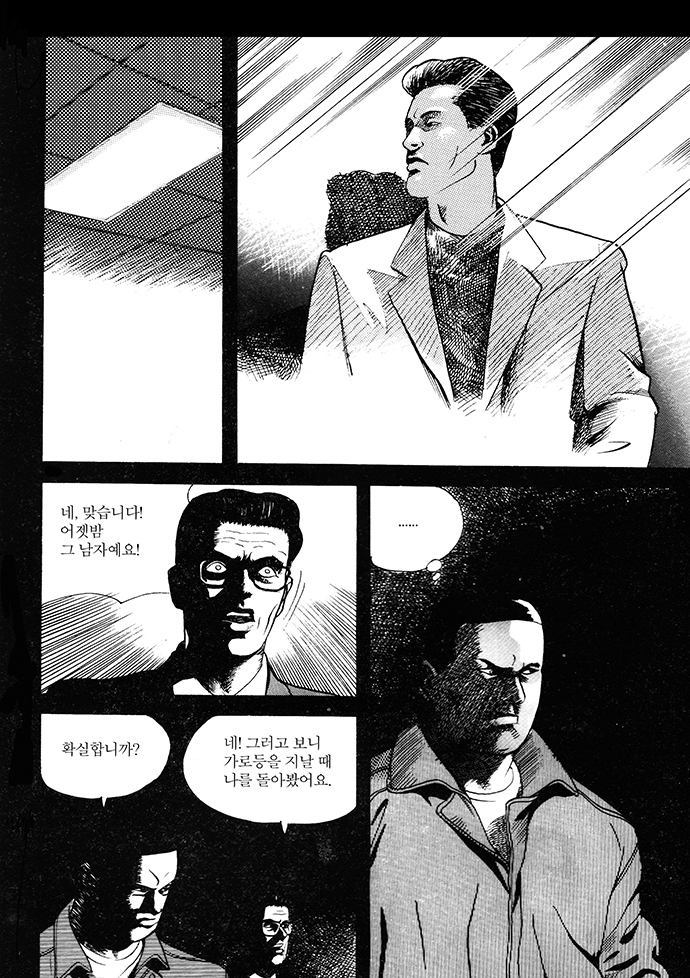 네, 맞습니다!
어젯밤
그 남자예요!
······
확실합니까?
네! 그러고 보니
가로등을 지날 때
나를 돌아봤어요.